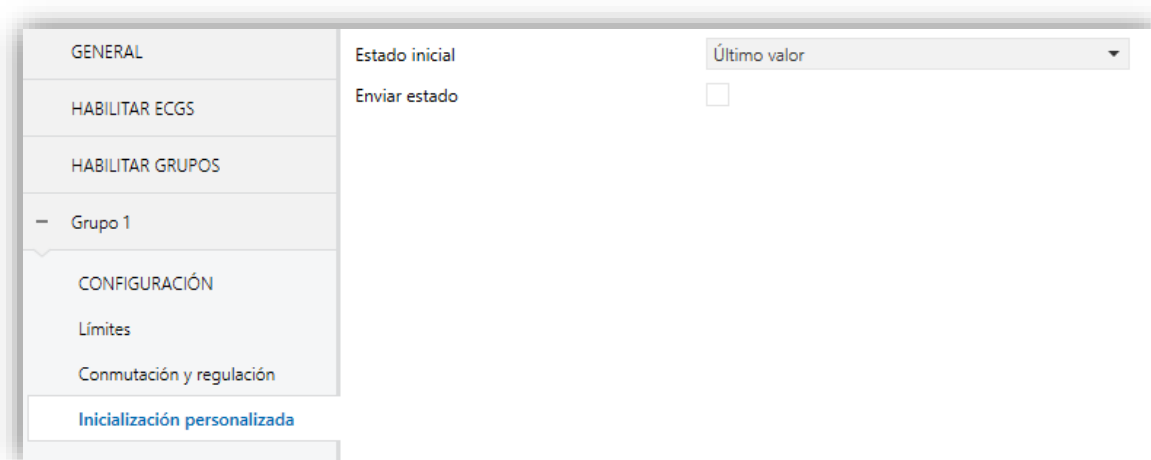 GENERAL
HABILITAR ECGS
HABILITAR GRUPOS
Grupo 1
CONFIGURACIÓN
Límites
Conmutación y regulación
Inicialización personalizada
Estado inicial
Último valor
Enviar estado